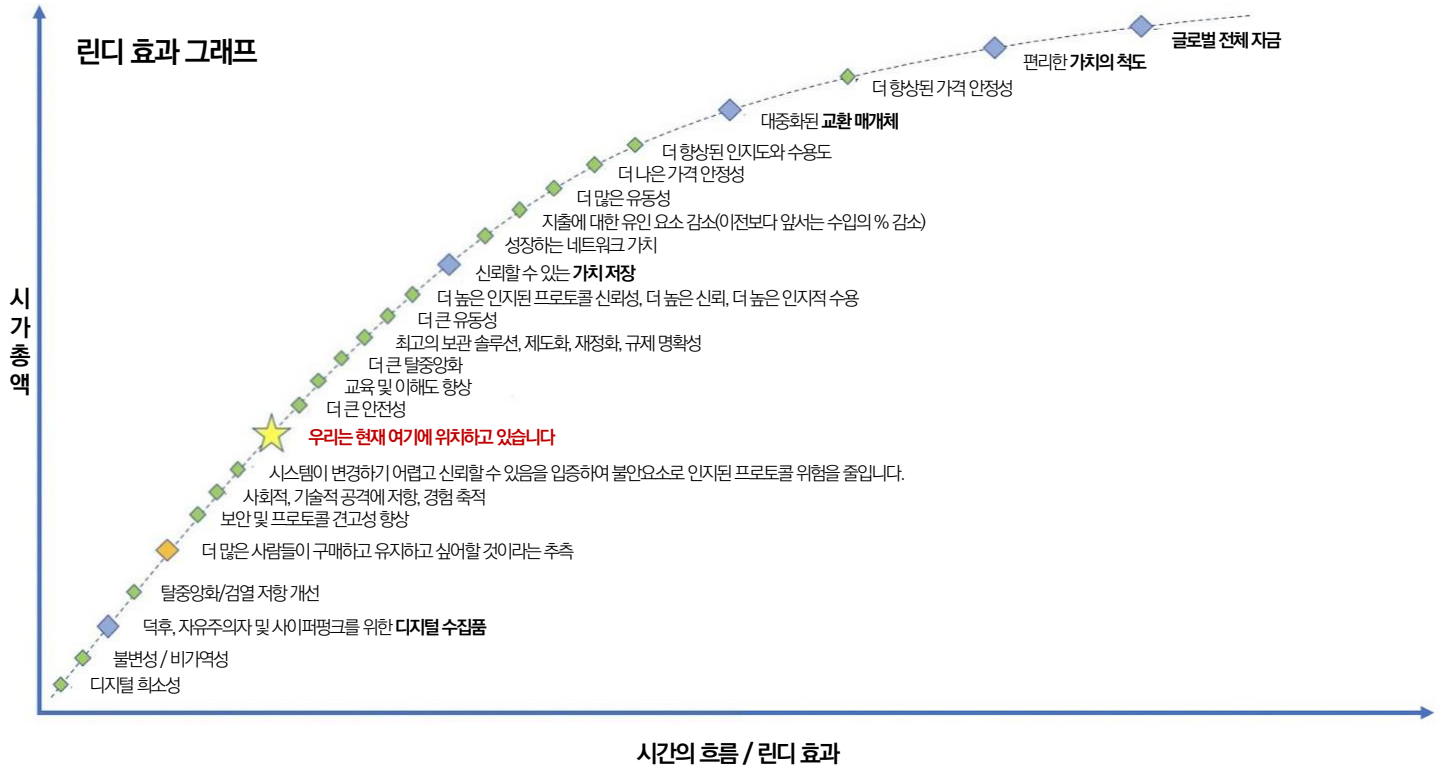 린디 효과 그래프
글로벌 전체 자금
편리한 가치의 척도
더 향상된 가격 안정성
대중화된 교환 매개체
더 향상된 인지도와 수용도
더 나은 가격 안정성
더 많은 유동성
지출에 대한 유인 요소 감소(이전보다 앞서는 수입의 % 감소)
성장하는 네트워크 가치
신뢰할 수 있는 가치 저장
더 높은 인지된 프로토콜 신뢰성, 더 높은 신뢰, 더 높은 인지적 수용
더 큰 유동성
최고의 보관 솔루션, 제도화, 재정화, 규제 명확성
더 큰 탈중앙화
교육 및 이해도 향상
더 큰 안전성
우리는 현재 여기에 위치하고 있습니다
시스템이 변경하기 어렵고 신뢰할 수 있음을 입증하여 불안요소로 인지된 프로토콜 위험을 줄입니다.
사회적, 기술적 공격에 저항, 경험 축적
보안 및 프로토콜 견고성 향상
더 많은 사람들이 구매하고 유지하고 싶어할 것이라는 추측
탈중앙화/검열 저항 개선
덕후, 자유주의자 및 사이퍼펑크를 위한 디지털 수집품
불변성 / 비가역성
디지털 희소성
시가총액
시간의 흐름 / 린디 효과